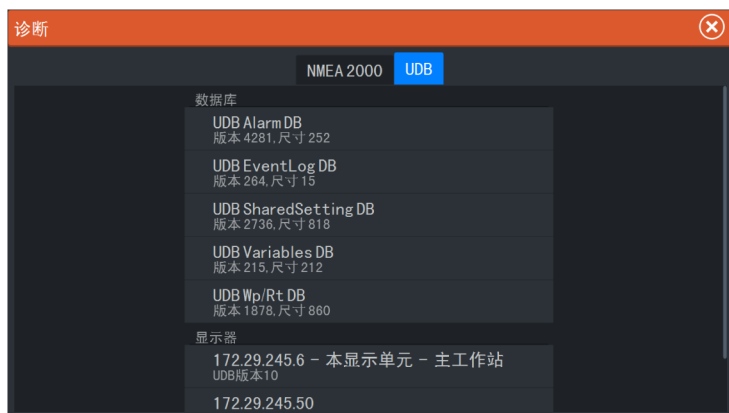 诊断
NMEA 2000 UDB
数据库
UDB Alarm DB
版本 4281,尺寸 252
UDB EventLog DB
版本 264,尺寸 15
UDB SharedSetting DB
版本 2736,尺寸 818
UDB Variables DB
版本 215,尺寸 212
UDB Wp/Rt DB
版本 1878,尺寸 860
显示器
172.29.245.6 - 本显示单元 - 主工作站
UDB版本10
172.29.245.50